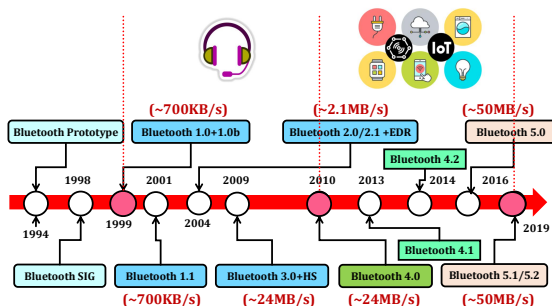 IoT
(~700KB/s)
(~2.1MB/s)
(~50MB/s)
Bluetooth Prototype
Bluetooth 1.0+1.0b
Bluetooth 2.0/2.1 +EDR
Bluetooth 5.0
Bluetooth 4.2
1998
2001
2009
2010
2013
2014
2016
1994
1999
2004
2019
Bluetooth 4.1
Bluetooth SIG
Bluetooth 1.1
Bluetooth 3.0+HS
Bluetooth 4.0
Bluetooth 5.1/5.2
(~700KB/s)
(~24MB/s)
(~24MB/s)
(~50MB/s)